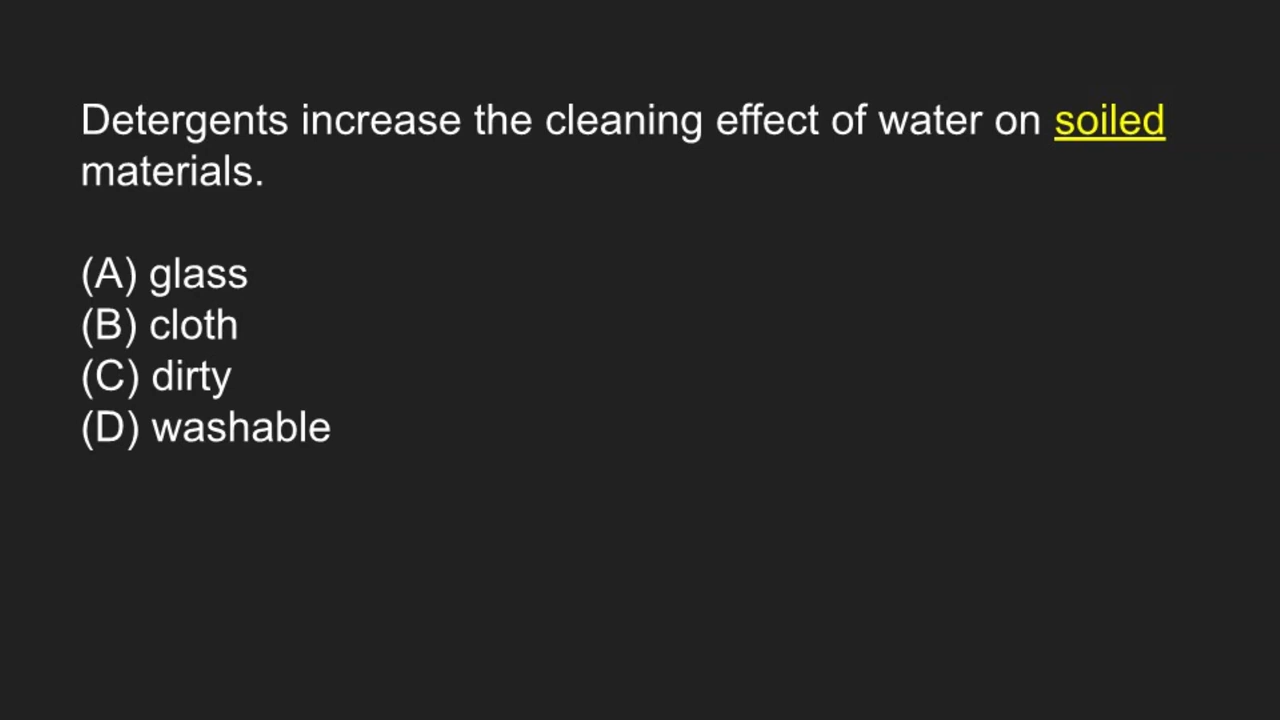 Detergents increase the cleaning effect of water on soiled
materials.
(A) glass
(B) cloth
(C) dirty
(D) washable